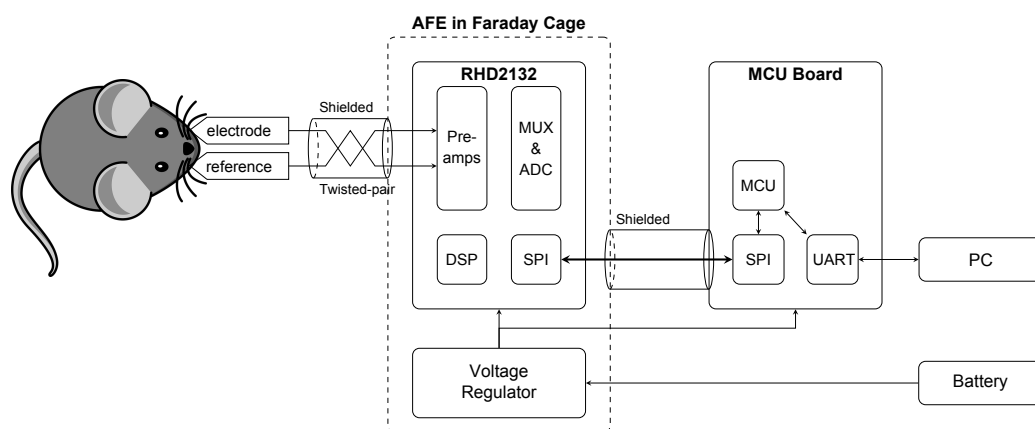 AFE in Faraday Cage
RHD2132
MCU Board
Shielded
electrode
reference
Twisted-pair
Pre-
amps
MUX
&
ADC
MCU
Shielded
DSP
SPI
SPI
UART
PC
Voltage
Regulator
Battery